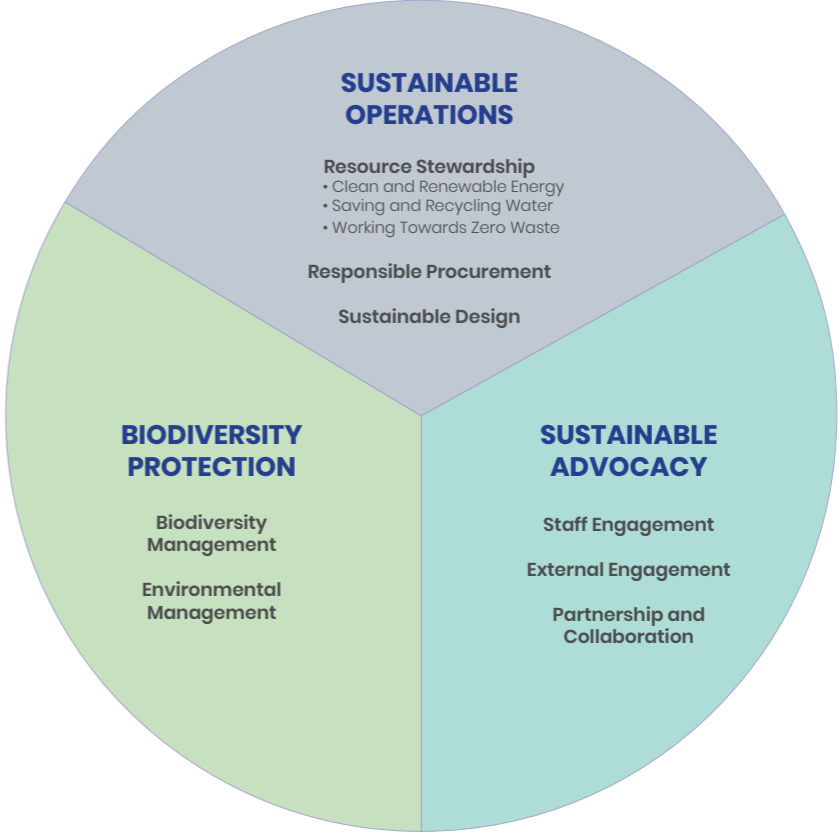 SUSTAINABLE
OPERATIONS
Resource Stewardship
• Clean and Renewable Energy
• Saving and Recycling Water
• Working Towards Zero Waste
Responsible Procurement
Sustainable Design
BIODIVERSITY
PROTECTION
Biodiversity
Management
Environmental
Management
SUSTAINABLE
ADVOCACY
Staff Engagement
External Engagement
Partnership and
Collaboration